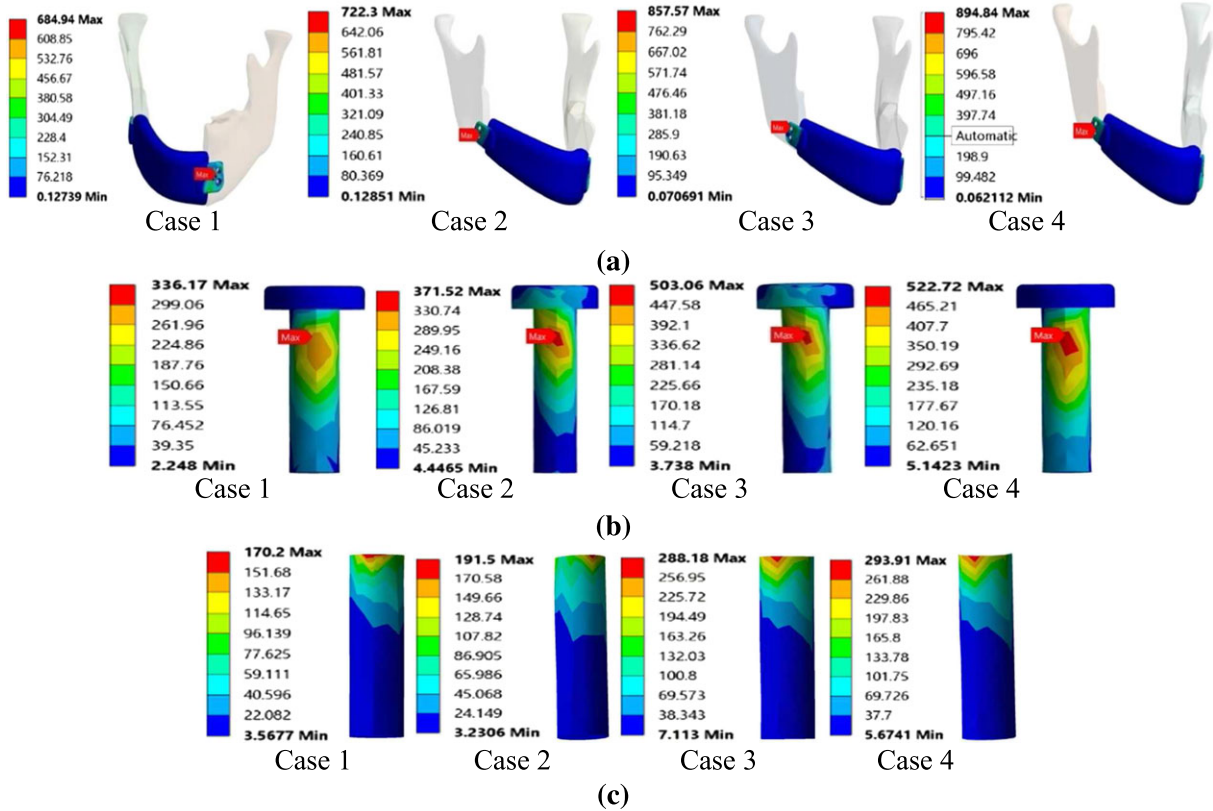 684.94 Max
608.85
532.76
456.67
380.58
304.49
228.4
152.31
76.218
0.12739 Min
Max
Case 1
722.3 Max
642.06
561.81
481.57
401.33
321.09
240.85
160.61
80.369
0.12851 Min
Max
Case 2
857.57 Max
762.29
667.02
571.74
476.46
381.18
285.9
190.63
95.349
0.070691 Min
Max
Case 3
894.84 Max
795.42
696
596.58
497.16
397.74
Automatic
198.9
99.482
0.062112 Min
Max
Case 4
(a)
336.17 Max
299.06
261.96
224.86
187.76
150.66
113.55
76.452
39.35
2.248 Min
Max
Case 1
371.52 Max
330.74
289.95
249.16
208.38
167.59
126.81
86.019
45.233
4.4465 Min
Max
Case 2
503.06 Max
447.58
392.1
336.62
281.14
225.66
170.18
114.7
59.218
3.738 Min
Max
Case 3
522.72 Max
465.21
407.7
350.19
292.69
235.18
177.67
120.16
62.651
5.1423 Min
Max
Case 4
(b)
170.2 Max
151.68
133.17
114.65
96.139
77.625
59.111
40.596
22.082
3.5677 Min
Case 1
191.5 Max
170.58
149.66
128.74
107.82
86.905
65.986
45.068
24.149
3.2306 Min
Case 2
288.18 Max
256.95
225.72
194.49
163.26
132.03
100.8
69.573
38.343
7.113 Min
Case 3
293.91 Max
261.88
229.86
197.83
165.8
133.78
101.75
69.726
37.7
5.6741 Min
Case 4
(c)